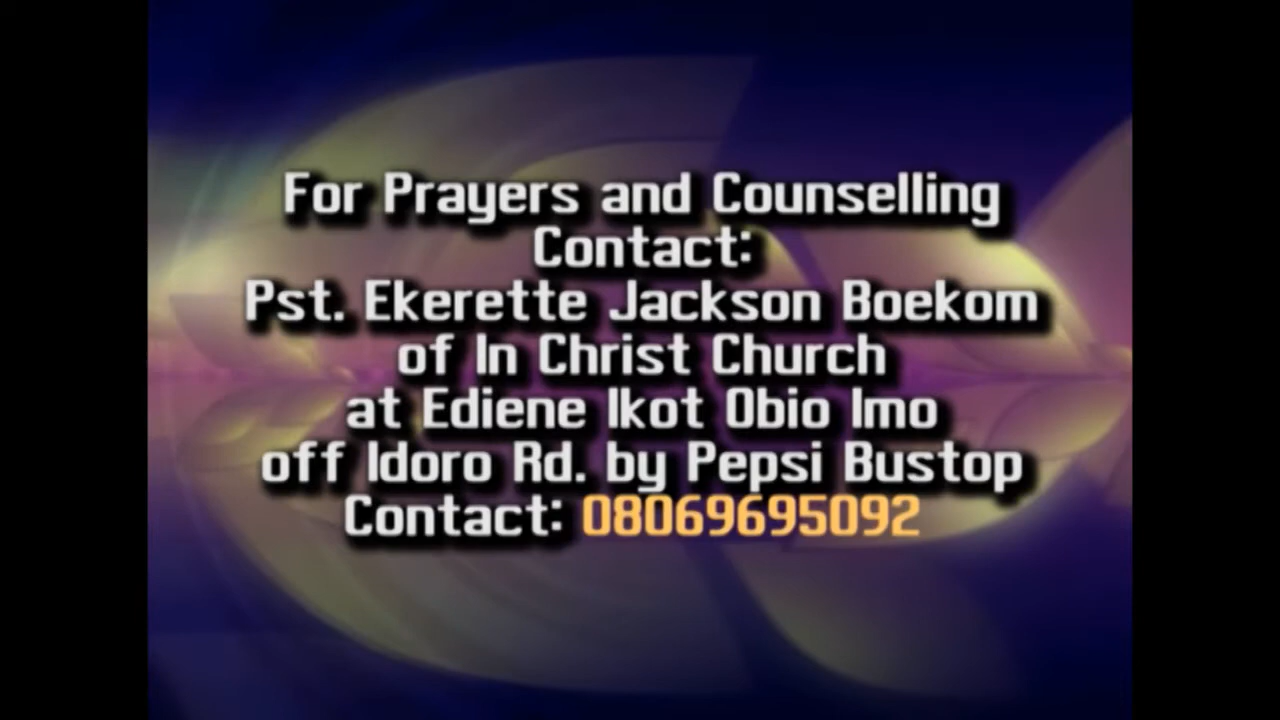 For Prayers and Counselling
Contact:
Pst. Ekerette Jackson Boekom
of In Christ Church
at Ediene Ikot Obio Imo
off Idoro Rd. by Pepsi Bustop
Contact: 08069695092